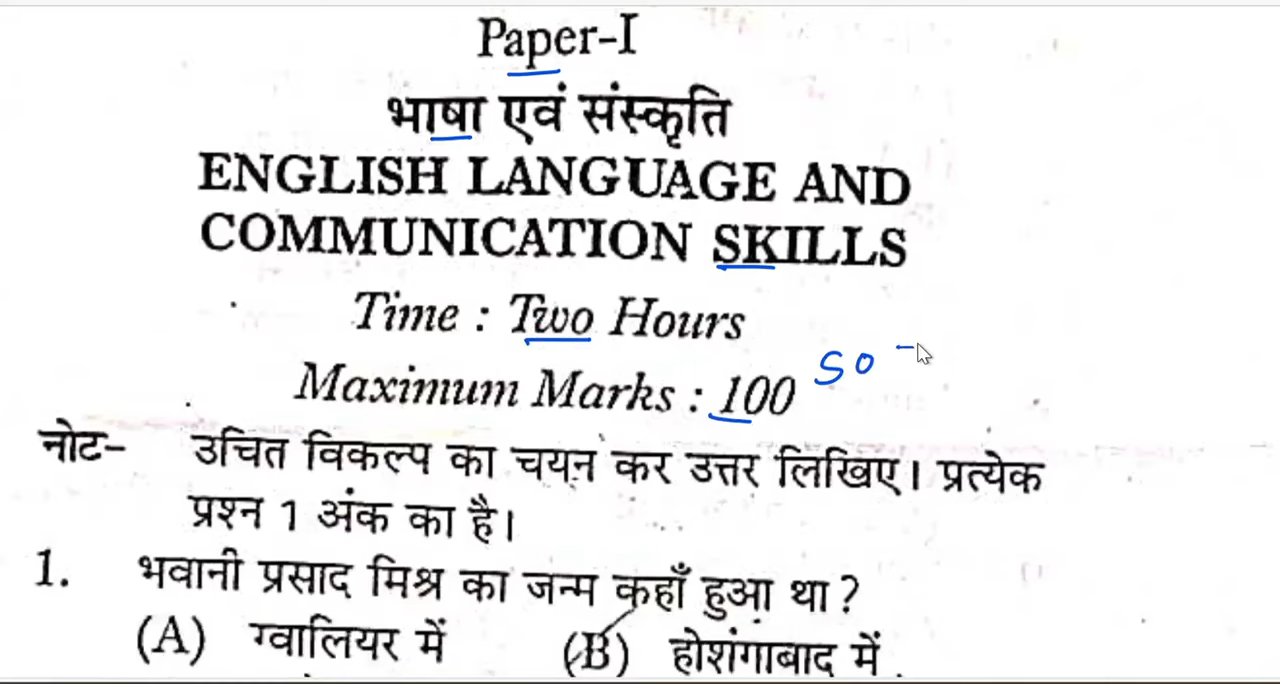 Paper-I
भाषा एवं संस्कृति
ENGLISH LANGUAGE AND
COMMUNICATION SKILLS
Time : Two Hours
Maximum Marks : 100 50 -
नोट- उचित विकल्प का चयन कर उत्तर लिखिए। प्रत्येक
प्रश्न 1 अंक का है।
1. भवानी प्रसाद मिश्र का जन्म कहाँ हुआ था?
(A) ग्वालियर में (B) होशंगाबाद में